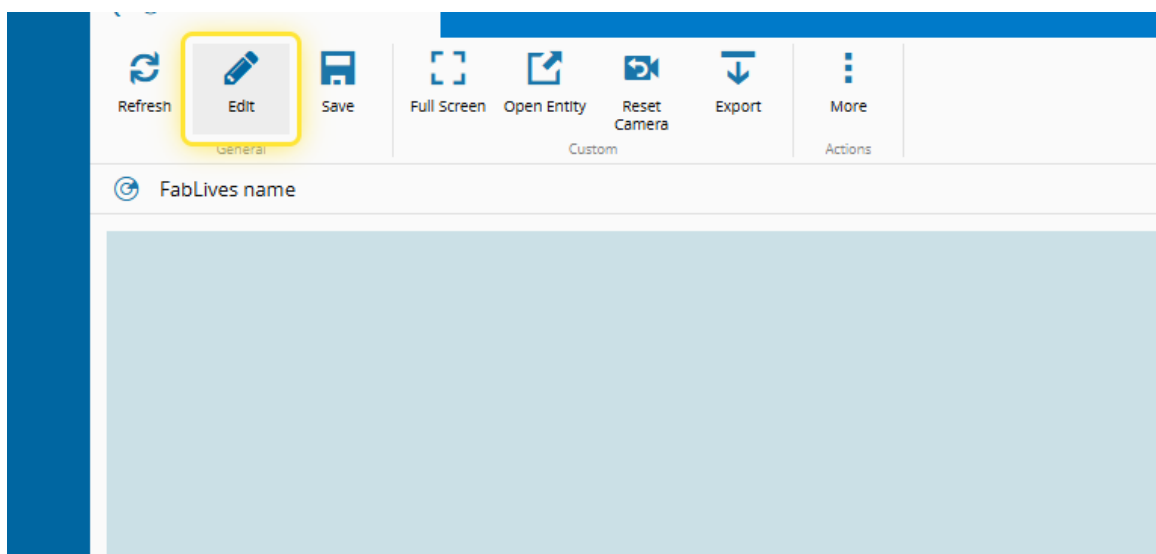 Refresh
Edit
Save
Full Screen
Open Entity
Reset
Camera
Export
More
General
Custom
Actions
FabLives name